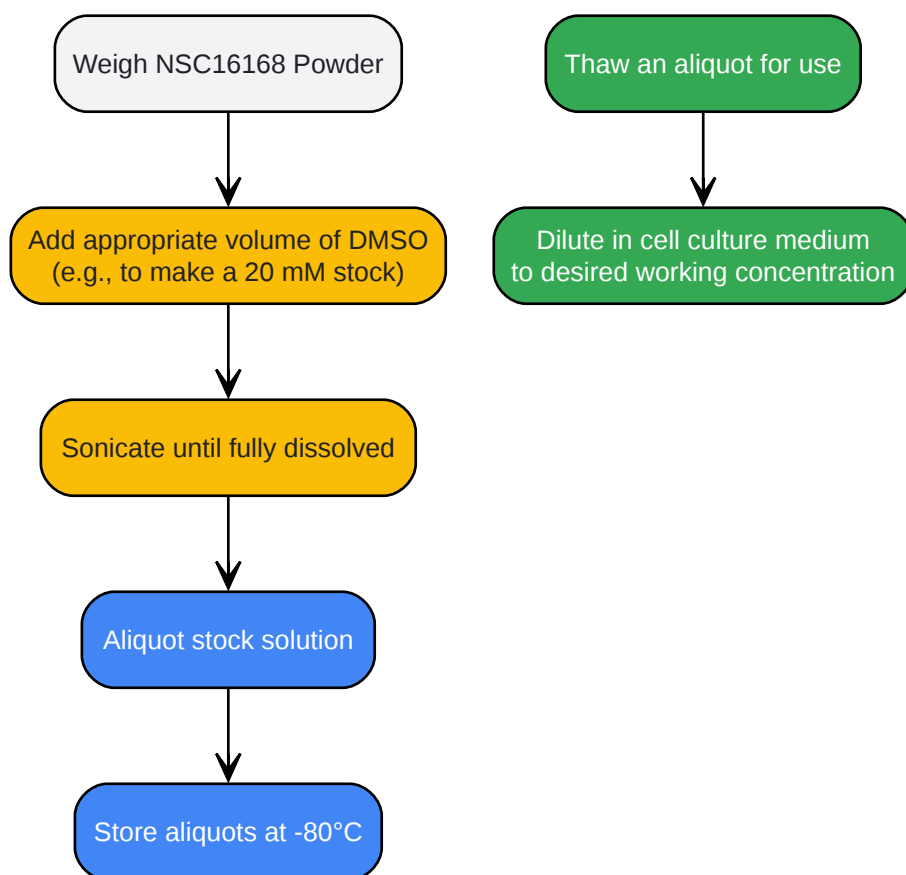 Weigh NSC16168 Powder
Add appropriate volume of DMSO
(e.g., to make a 20 mM stock)
Sonicate until fully dissolved
Aliquot stock solution
Store aliquots at -80°C
Thaw an aliquot for use
Dilute in cell culture medium
to desired working concentration